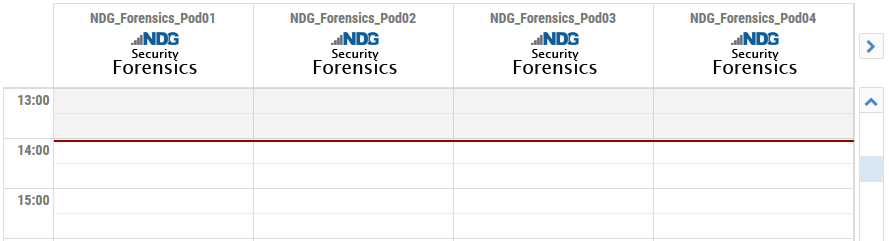 NDG_Forensics_Pod01 NDG_Forensics_Pod02 NDG_Forensics_Pod03 NDG_Forensics_Pod04
NDG NDG NDG NDG
Security Security Security Security
Forensics Forensics Forensics Forensics
13:00
14:00
15:00